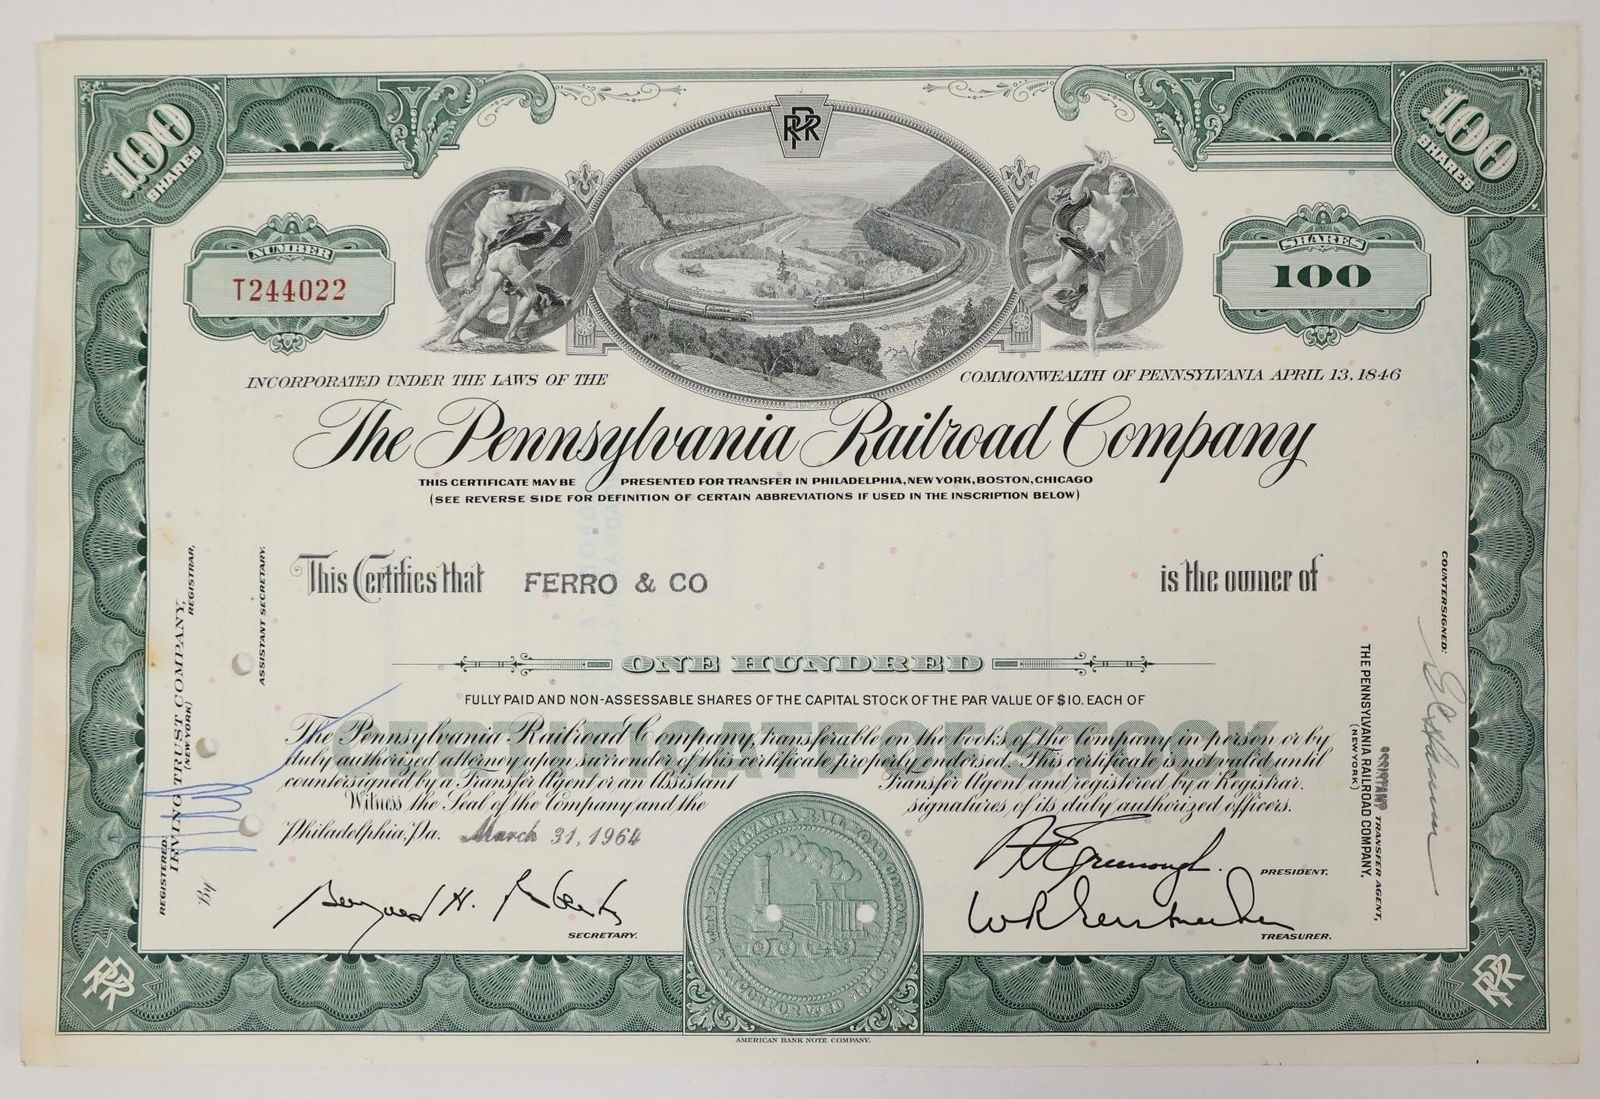 100 SHARES
PRR
100 SHARES
NUMBER
T244022
SHARES
100
INCORPORATED UNDER THE LAWS OF THE COMMONWEALTH OF PENNSYLVANIA APRIL 13, 1846
The Pennsylvania Railroad Company
THIS CERTIFICATE MAY BE PRESENTED FOR TRANSFER IN PHILADELPHIA, NEW YORK, BOSTON, CHICAGO
(SEE REVERSE SIDE FOR DEFINITION OF CERTAIN ABBREVIATIONS IF USED IN THE INSCRIPTION BELOW)
This Certifies that FERRO & CO is the owner of
ONE HUNDRED
FULLY PAID AND NON-ASSESSABLE SHARES OF THE CAPITAL STOCK OF THE PAR VALUE OF $10. EACH OF
CERTIFICATE OF STOCK
The Pennsylvania Railroad Company, transferable on the books of the Company in person or by
duly authorized attorney upon surrender of this certificate properly endorsed. This certificate is not valid until
countersigned by a Transfer Agent or an Assistant Transfer Agent and registered by a Registrar.
Witness the Seal of the Company and the signatures of its duly authorized officers.
Philadelphia, Pa. March 31, 1964
SECRETARY.
PRESIDENT.
TREASURER.
REGISTERED:
IRVING TRUST COMPANY,
(NEW YORK)
REGISTRAR,
By
ASSISTANT SECRETARY.
COUNTERSIGNED:
THE PENNSYLVANIA RAILROAD COMPANY,
(NEW YORK)
ASSISTANT TRANSFER AGENT,
PRR
PRR
AMERICAN BANK NOTE COMPANY.